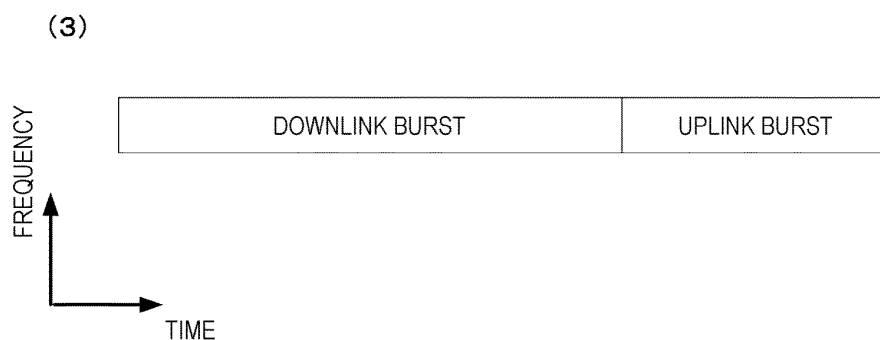 (3)
DOWNLINK BURST
UPLINK BURST
FREQUENCY
TIME